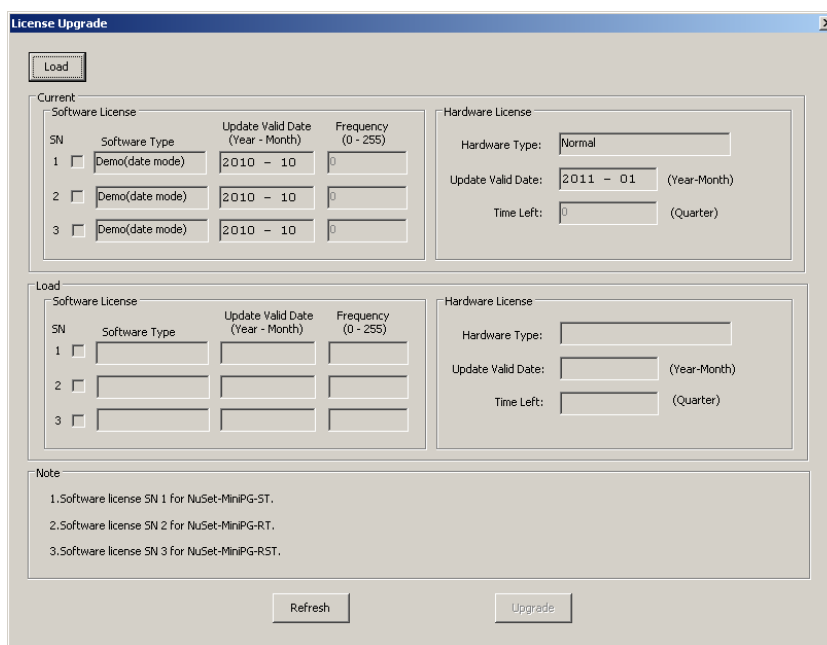 License Upgrade
Load
Current
Software License
SN Software Type Update Valid Date (Year - Month) Frequency (0 - 255)
1 Demo(date mode) 2010 - 10 0
2 Demo(date mode) 2010 - 10 0
3 Demo(date mode) 2010 - 10 0
Hardware License
Hardware Type: Normal
Update Valid Date: 2011 - 01 (Year-Month)
Time Left: 0 (Quarter)
Load
Software License
SN Software Type Update Valid Date (Year - Month) Frequency (0 - 255)
1
2
3
Hardware License
Hardware Type:
Update Valid Date: (Year-Month)
Time Left: (Quarter)
Note
1.Software license SN 1 for NuSet-MiniPG-ST.
2.Software license SN 2 for NuSet-MiniPG-RT.
3.Software license SN 3 for NuSet-MiniPG-RST.
Refresh Upgrade